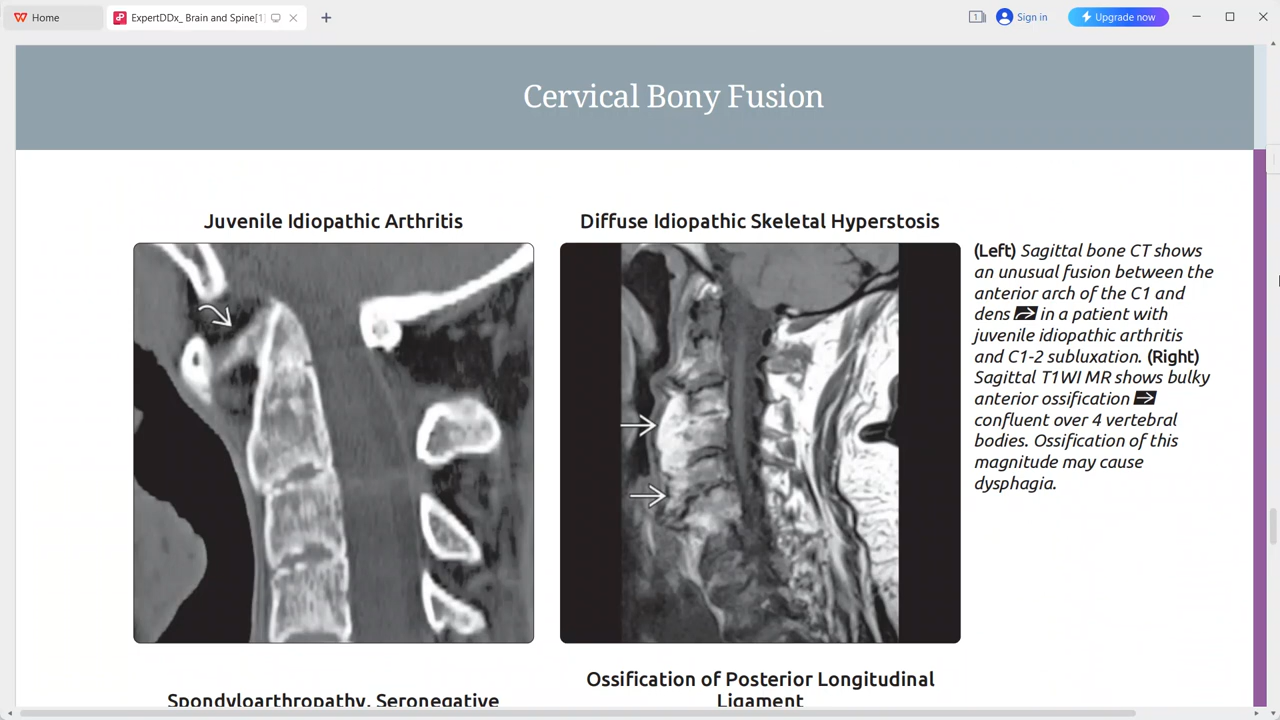 Home
ExpertDDx_ Brain and Spine[1]
1
Sign in
Upgrade now
Cervical Bony Fusion
Juvenile Idiopathic Arthritis
Diffuse Idiopathic Skeletal Hyperstosis
(Left) Sagittal bone CT shows
an unusual fusion between the
anterior arch of the C1 and
dens in a patient with
juvenile idiopathic arthritis
and C1-2 subluxation. (Right)
Sagittal T1WI MR shows bulky
anterior ossification
confluent over 4 vertebral
bodies. Ossification of this
magnitude may cause
dysphagia.
Spondyloarthropathy, Seronegative
Ossification of Posterior Longitudinal
Ligament